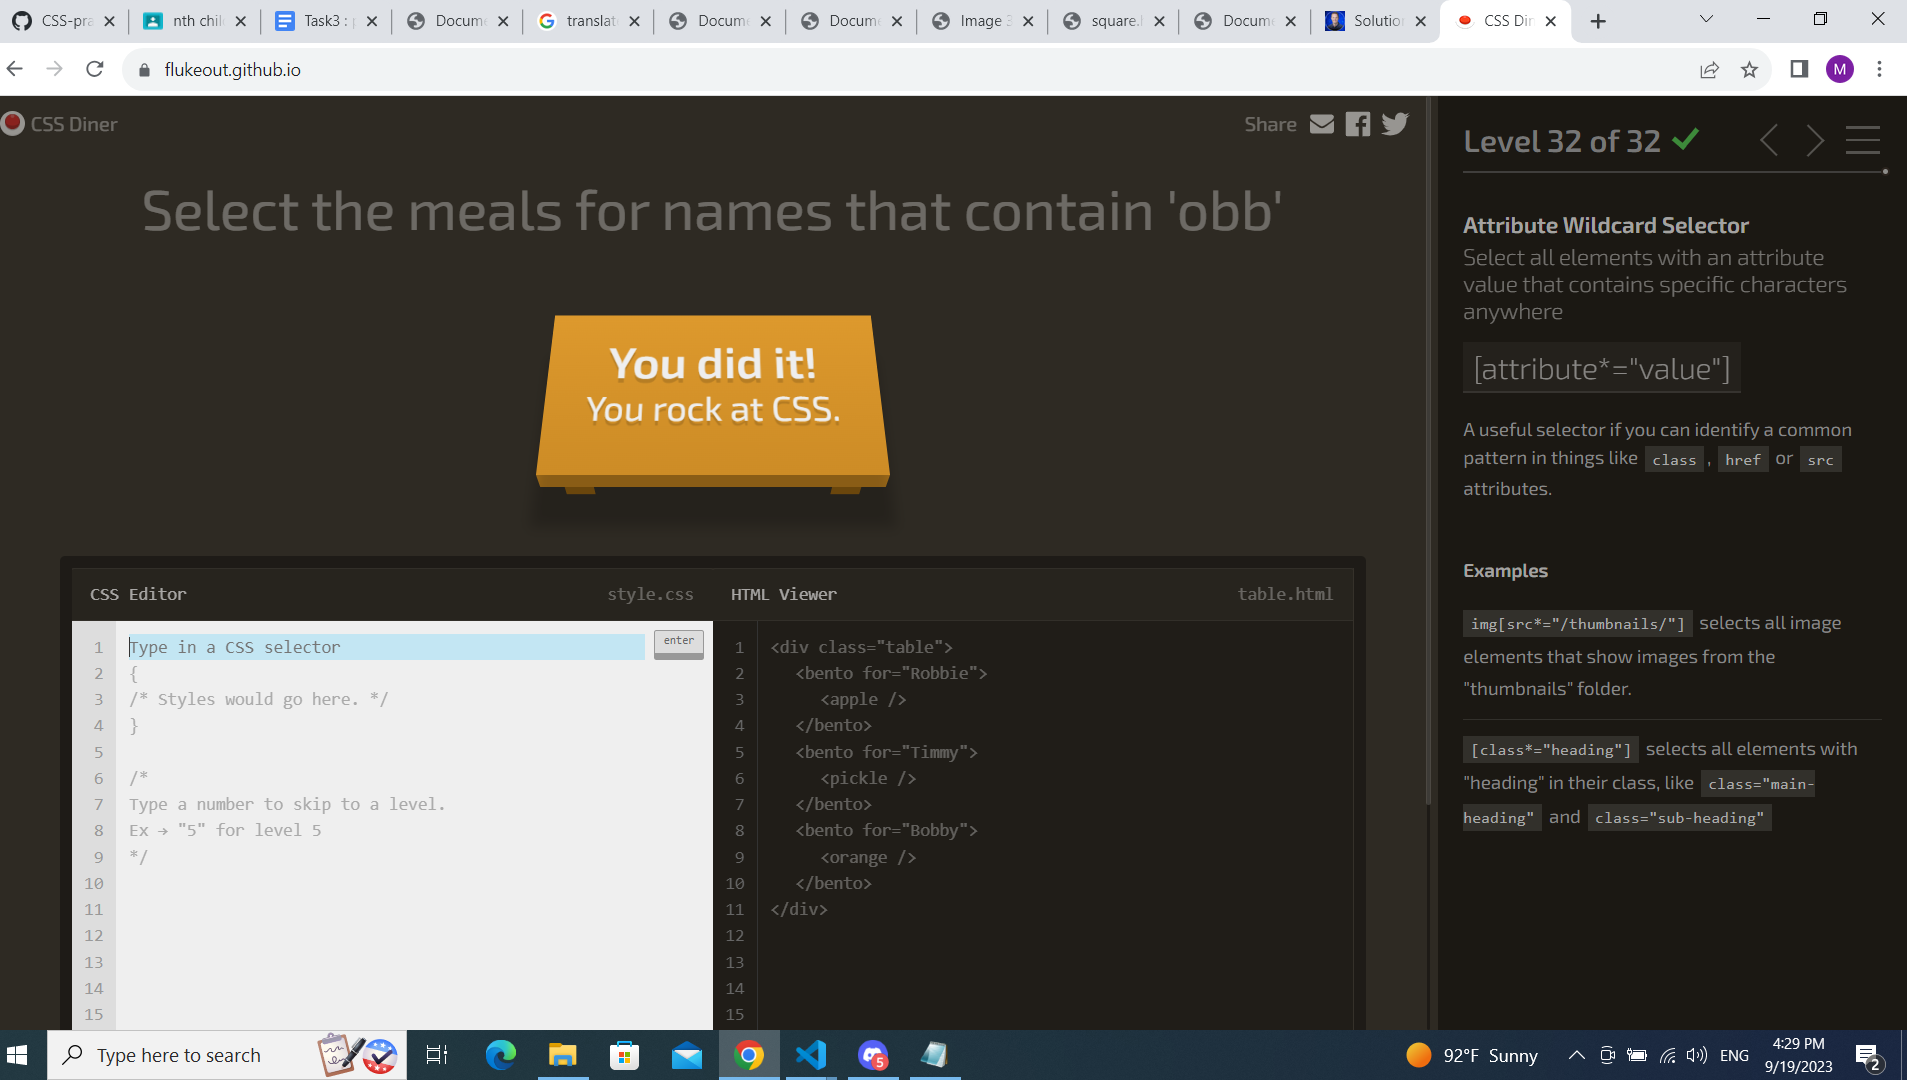 CSS-pra
nth chil
Task3 : p
Docume
translat
Docume
Docume
Image 3
square.l
Docume
Solution
CSS Din
flukeout.github.io
M
CSS Diner
Share
Level 32 of 32
Select the meals for names that contain 'obb'
Attribute Wildcard Selector
Select all elements with an attribute
value that contains specific characters
anywhere
[attribute*="value"]
You did it!
You rock at CSS.
A useful selector if you can identify a common
pattern in things like class , href or src
attributes.
Examples
img[src*="/thumbnails/"] selects all image
elements that show images from the
"thumbnails" folder.
[class*="heading"] selects all elements with
"heading" in their class, like class="main-
heading" and class="sub-heading"
CSS Editor
style.css
HTML Viewer
table.html
1 Type in a CSS selector
enter
2 {
3 /* Styles would go here. */
4 }
5
6 /*
7 Type a number to skip to a level.
8 Ex → "5" for level 5
9 */
10
11
12
13
14
15
1 <div class="table">
2 <bento for="Robbie">
3 <apple />
4 </bento>
5 <bento for="Timmy">
6 <pickle />
7 </bento>
8 <bento for="Bobby">
9 <orange />
10 </bento>
11 </div>
12
13
14
15
Type here to search
5
92°F Sunny
ENG
4:29 PM
9/19/2023
2